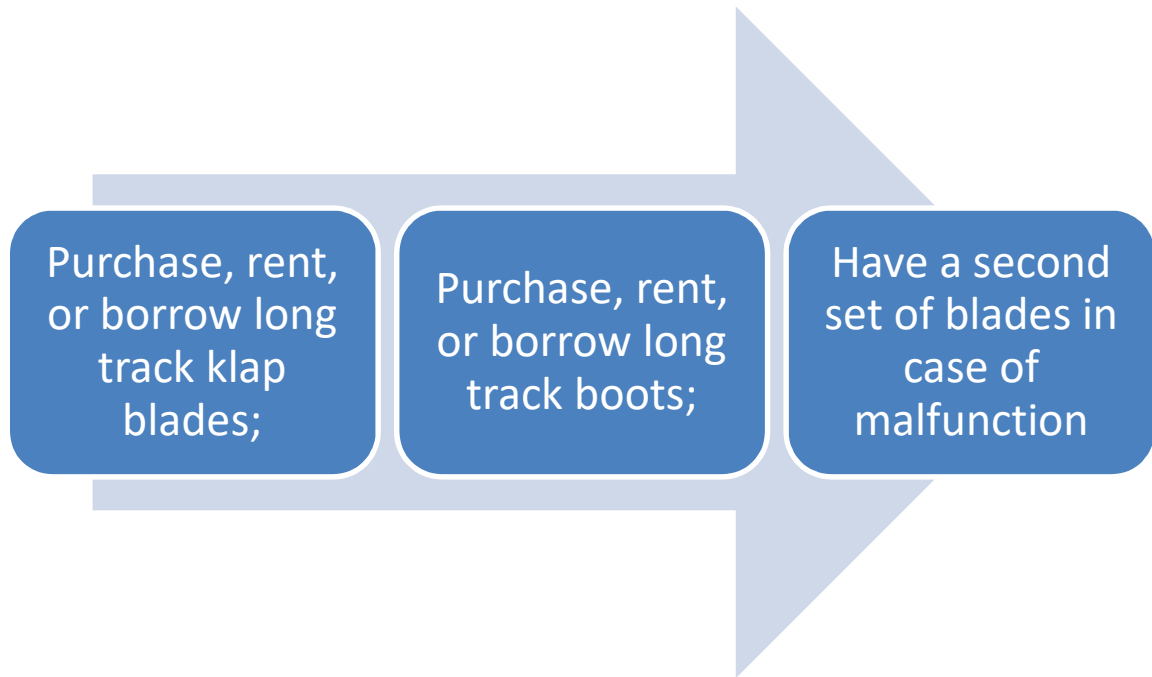 Purchase, rent,
or borrow long
track klap
blades;
Purchase, rent,
or borrow long
track boots;
Have a second
set of blades in
case of
malfunction